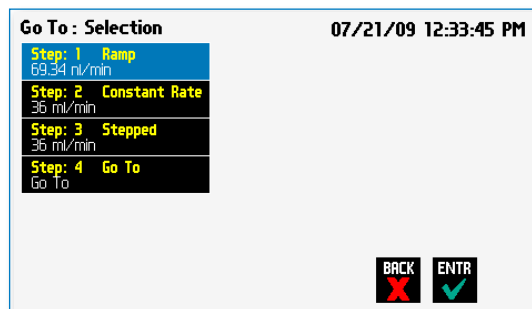 Go To : Selection
07/21/09 12:33:45 PM
Step: 1 Ramp
69.34 nl/min
Step: 2 Constant Rate
36 ml/min
Step: 3 Stepped
36 ml/min
Step: 4 Go To
Go To
BACK
ENTR